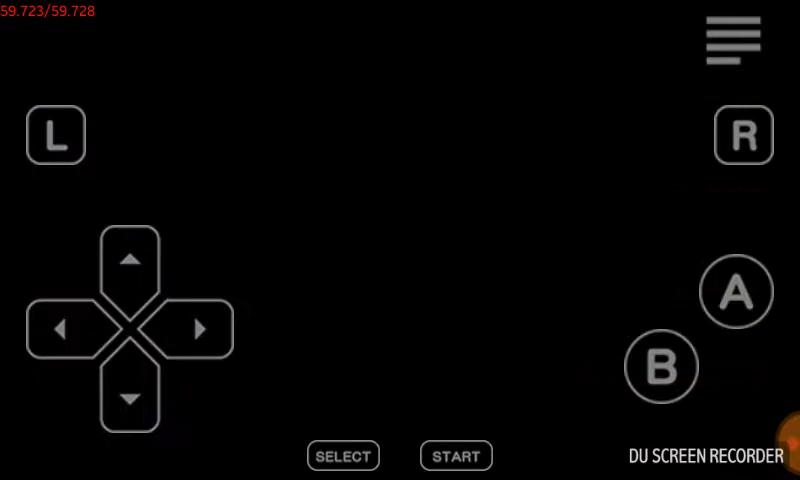 59.723/59.728
L
R
A
B
SELECT
START
DU SCREEN RECORDER